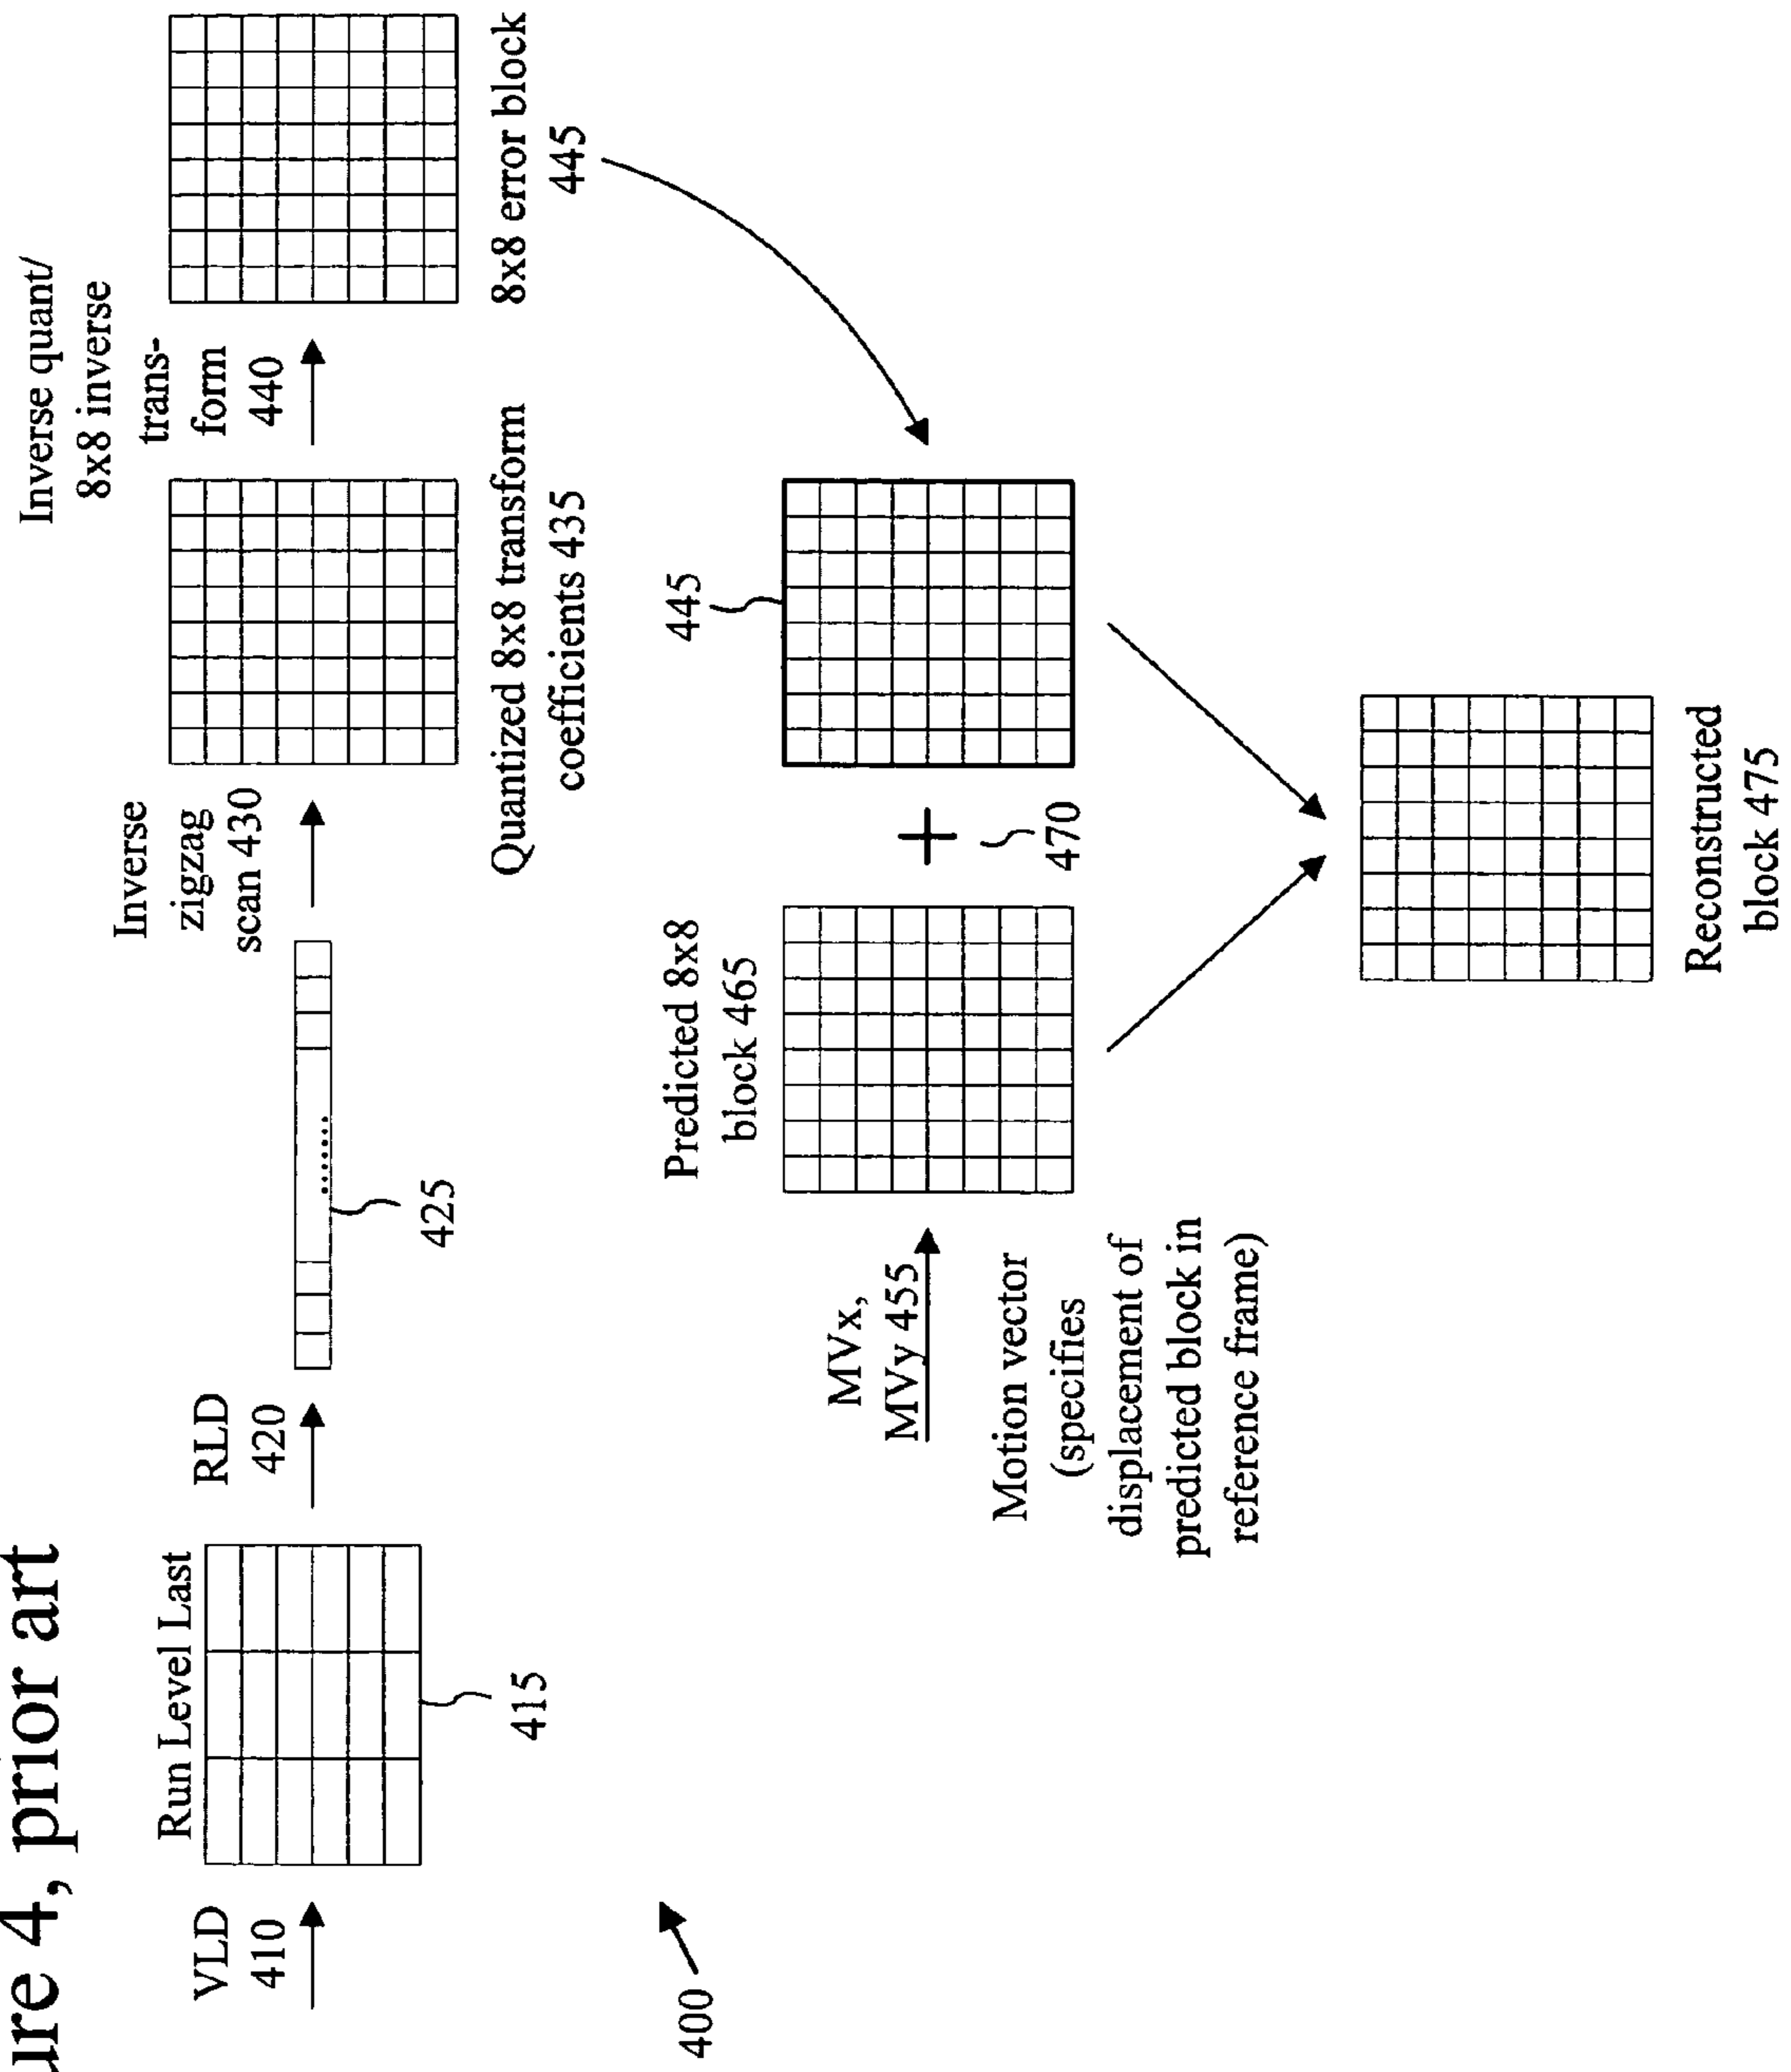 ure 4, prior art
VLD
410
Run Level Last
415
RLD
420
425
Inverse
zigzag
scan 430
Quantized 8x8 transform
coefficients 435
Inverse quant/
8x8 inverse
trans-
form
440
8x8 error block
445
400
MVx,
MVy 455
Motion vector
(specifies
displacement of
predicted block in
reference frame)
Predicted 8x8
block 465
+
470
445
Reconstructed
block 475